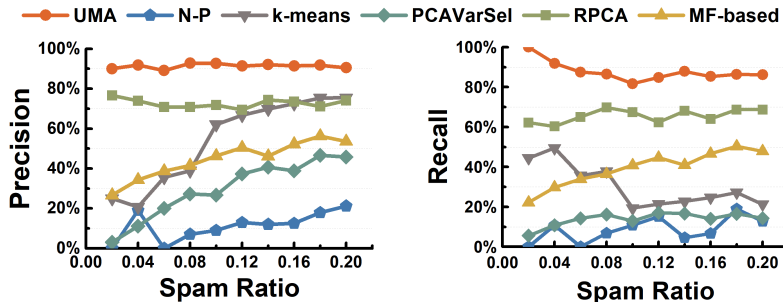 UMA N-P k-means PCAVarSel RPCA MF-based
Precision
100%
80%
60%
40%
20%
0%
0.00 0.04 0.08 0.12 0.16 0.20
Spam Ratio
Recall
100%
80%
60%
40%
20%
0%
0.00 0.04 0.08 0.12 0.16 0.20
Spam Ratio